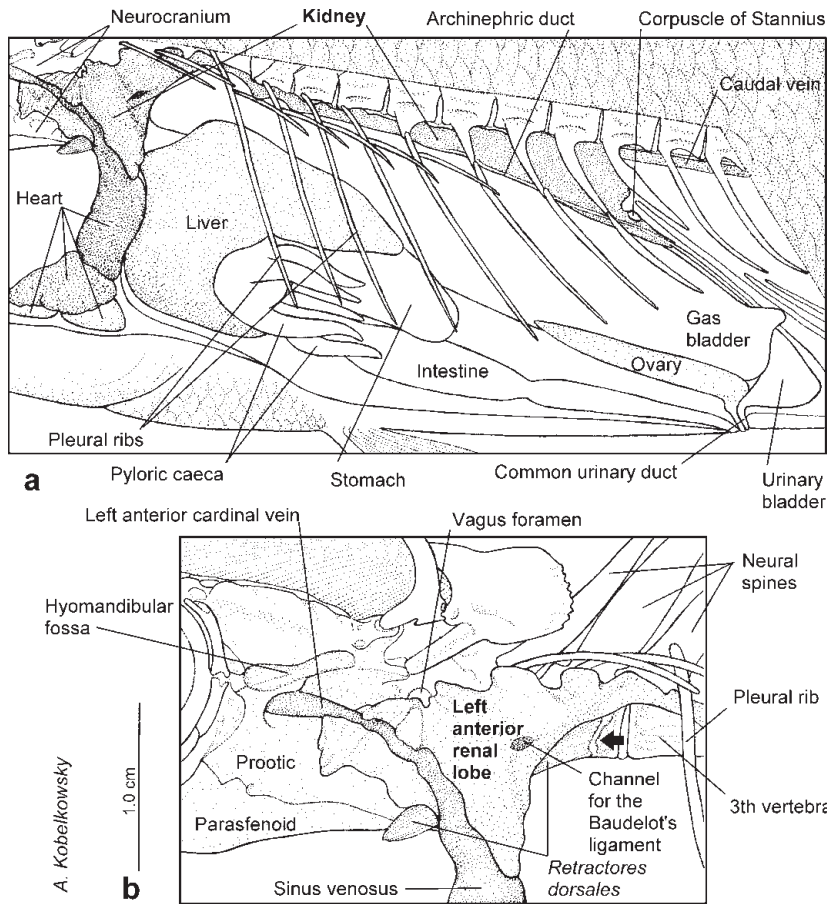 Neurocranium
Kidney
Archinephric duct
Corpuscle of Stannius
Caudal vein
Heart
Liver
Gas
bladder
Ovary
Intestine
Pleural ribs
Pyloric caeca
Stomach
Common urinary duct
Urinary
bladder
a
Left anterior cardinal vein
Vagus foramen
Neural
spines
Hyomandibular
fossa
Left
anterior
renal
lobe
Pleural rib
Prootic
Channel
for the
Baudelot's
ligament
3th vertebra
Parasfenoid
Retractores
dorsales
Sinus venosus
b
1.0 cm
A. Kobelkowsky